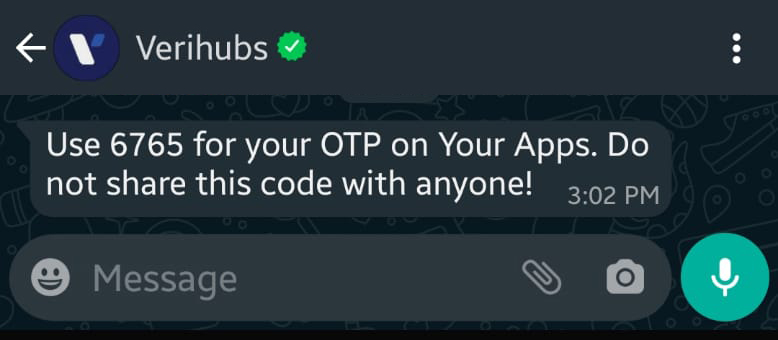 Verihubs
Use 6765 for your OTP on Your Apps. Do
not share this code with anyone!
3:02 PM
Message